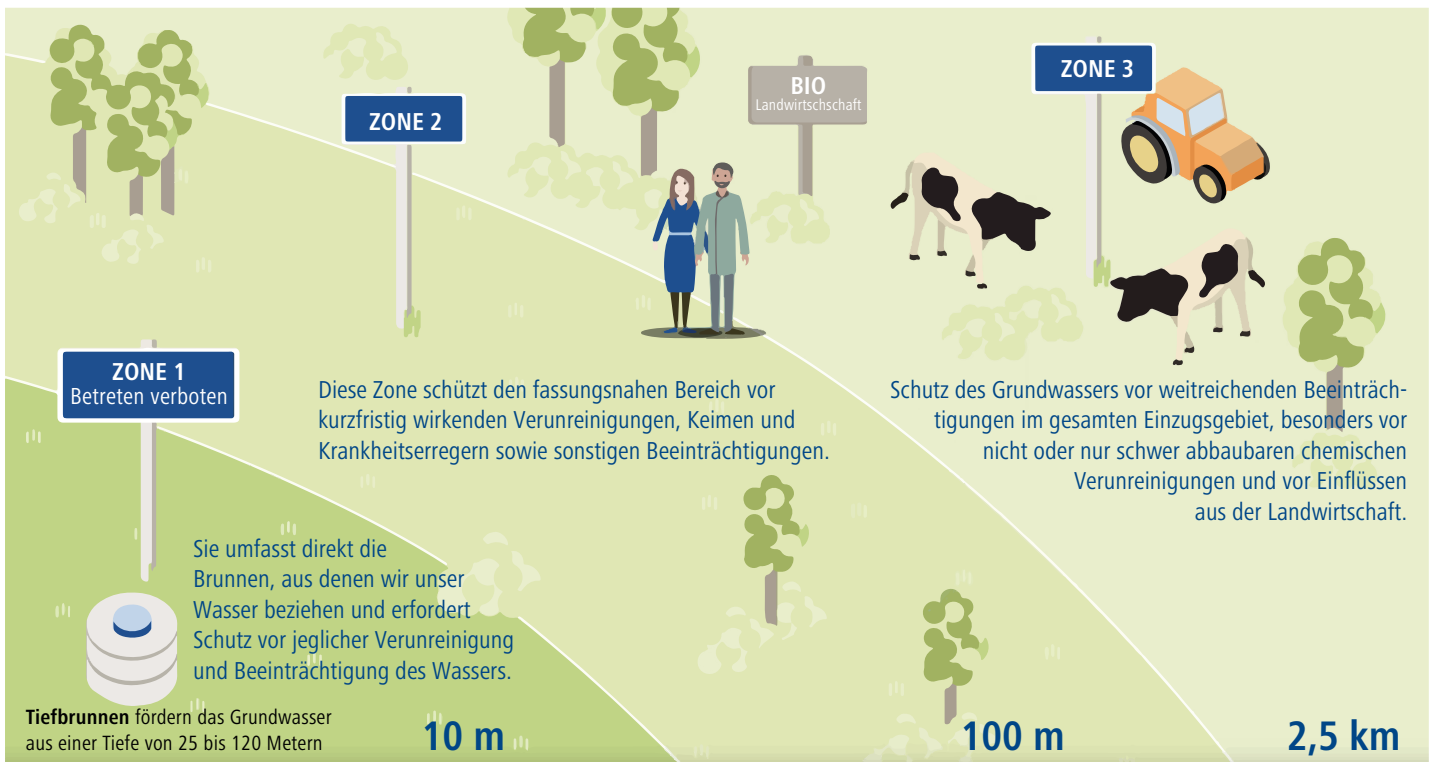 ZONE 1
Betreten verboten
Sie umfasst direkt die
Brunnen, aus denen wir unser
Wasser beziehen und erfordert
Schutz vor jeglicher Verunreinigung
und Beeinträchtigung des Wassers.
Tiefbrunnen fördern das Grundwasser
aus einer Tiefe von 25 bis 120 Metern
10 m
ZONE 2
Diese Zone schützt den fassungsnahen Bereich vor
kurzfristig wirkenden Verunreinigungen, Keimen und
Krankheitserregern sowie sonstigen Beeinträchtigungen.
100 m
BIO
Landwirtschschaft
ZONE 3
Schutz des Grundwassers vor weitreichenden Beeinträch-
tigungen im gesamten Einzugsgebiet, besonders vor
nicht oder nur schwer abbaubaren chemischen
Verunreinigungen und vor Einflüssen
aus der Landwirtschaft.
2,5 km